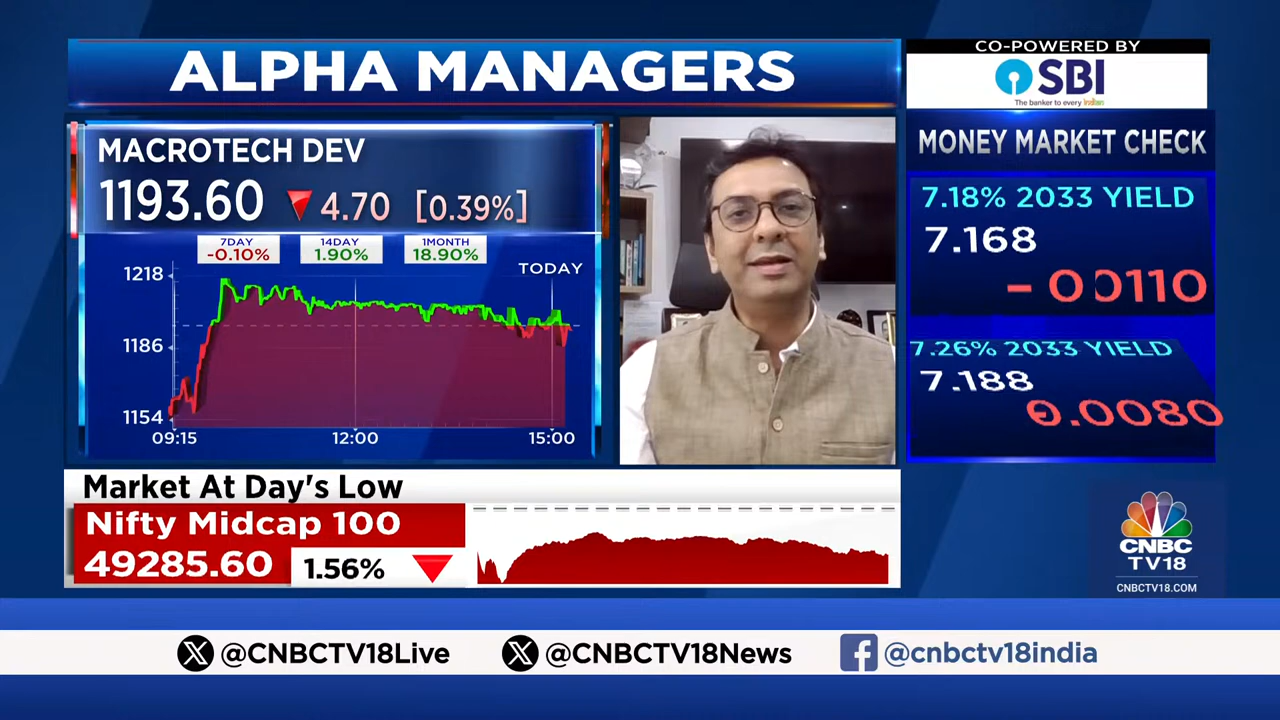 ALPHA MANAGERS
CO-POWERED BY
SBI
The banker to every Indian
MACROTECH DEV
1193.60 4.70 [0.39%]
7DAY 14DAY 1MONTH
-0.10% 1.90% 18.90%
TODAY
1218
1186
1154
09:15 12:00 15:00
MONEY MARKET CHECK
7.18% 2033 YIELD
7.168
7.26% 2033 YIELD
7.188
Market At Day's Low
Nifty Midcap 100
49285.60 1.56%
CNBC
TV18
CNBCTV18.COM
@CNBCTV18Live @CNBCTV18News @cnbctv18india